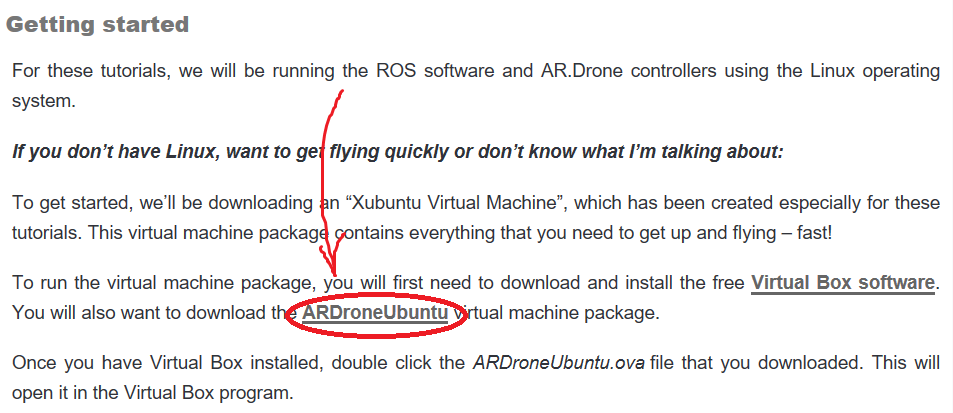 Getting started
For these tutorials, we will be running the ROS software and AR.Drone controllers using the Linux operating
system.
If you don’t have Linux, want to get flying quickly or don’t know what I’m talking about:
To get started, we’ll be downloading an “Xubuntu Virtual Machine”, which has been created especially for these
tutorials. This virtual machine package contains everything that you need to get up and flying – fast!
To run the virtual machine package, you will first need to download and install the free Virtual Box software.
You will also want to download the ARDroneUbuntu virtual machine package.
Once you have Virtual Box installed, double click the ARDroneUbuntu.ova file that you downloaded. This will
open it in the Virtual Box program.